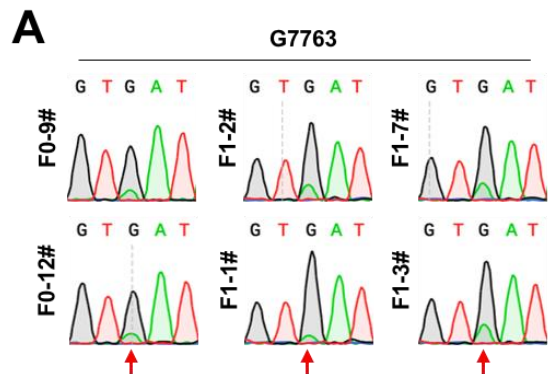 A
G7763
G T G A T
G T G A T
G T G A T
F0-9#
F1-2#
F1-7#
G T G A T
G T G A T
G T G A T
F0-12#
F1-1#
F1-3#